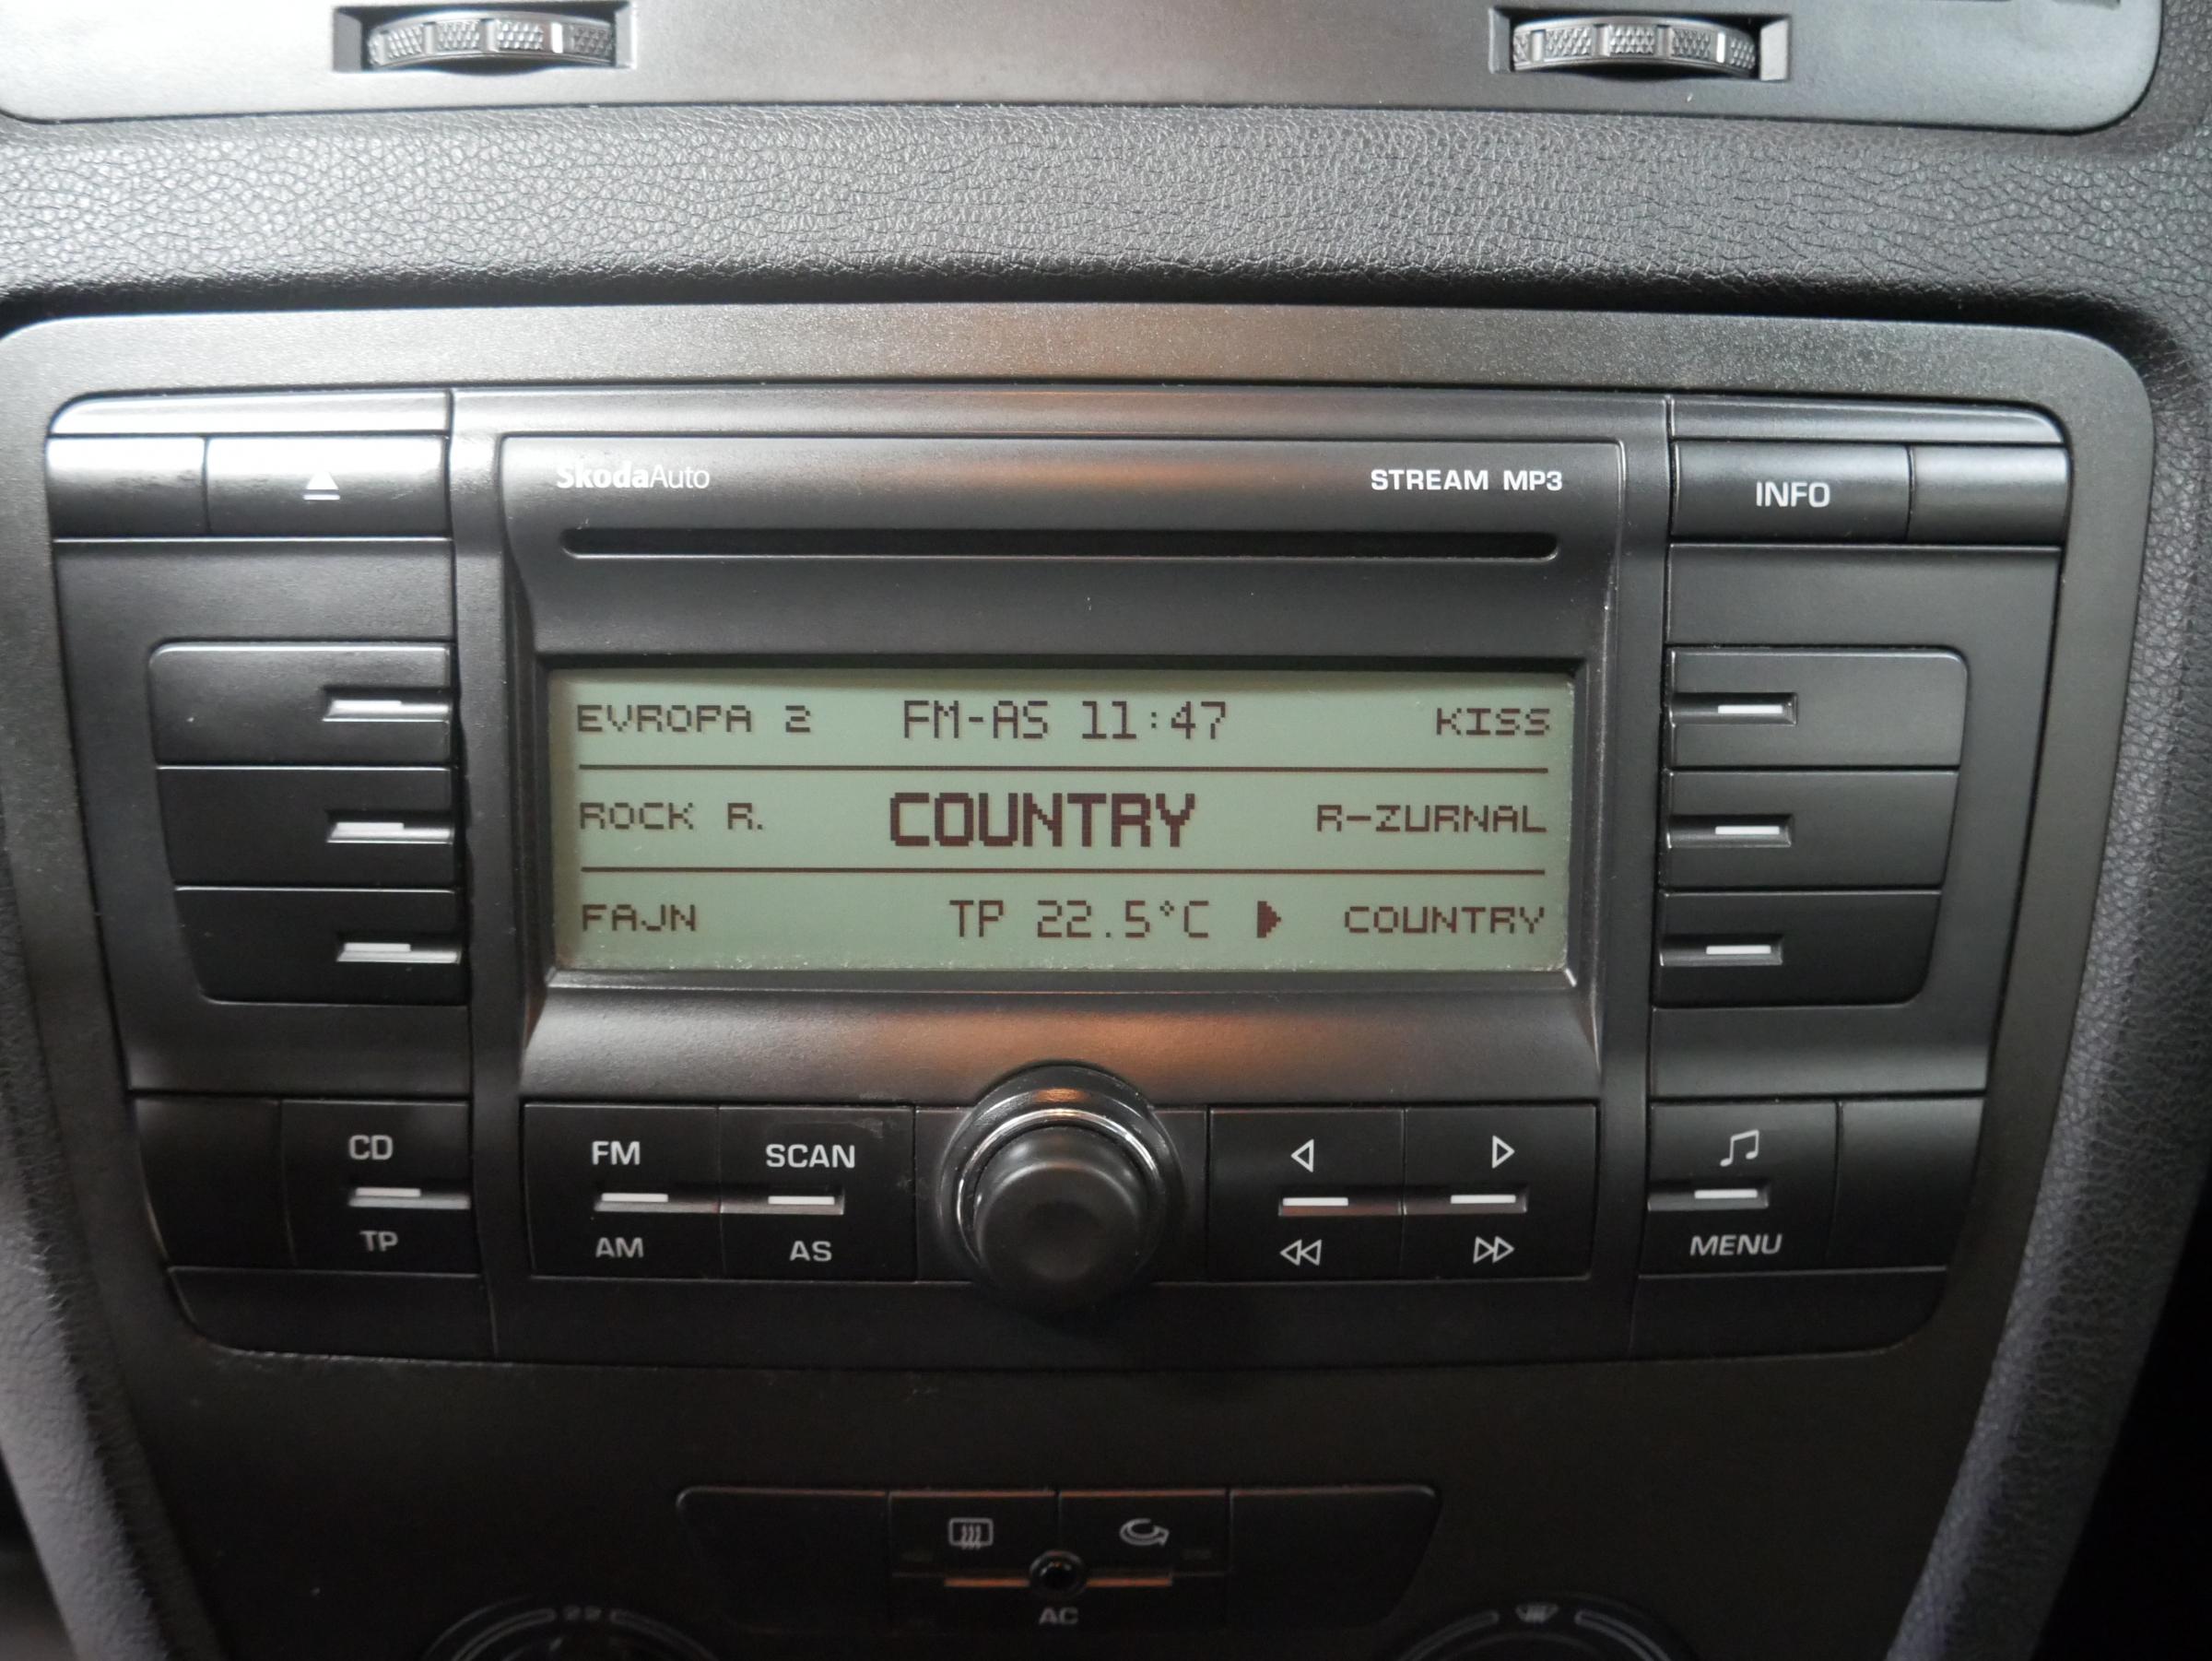 ŠkodaAuto STREAM MP3 INFO
EVROPA 2 FM-AS 11:47 KISS
ROCK R. COUNTRY R-ZURNAL
FAJN TP 22.5°C COUNTRY
CD FM SCAN
TP AM AS MENU
AC